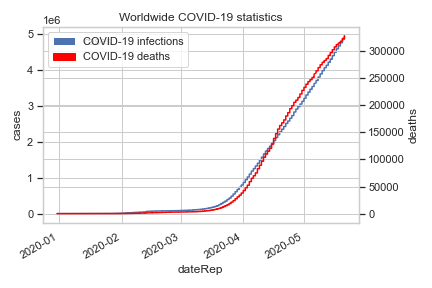 Worldwide COVID-19 statistics
1e6
COVID-19 infections
COVID-19 deaths
5
4
3
2
1
0
cases
300000
250000
200000
150000
100000
50000
0
deaths
2020-01
2020-02
2020-03
2020-04
2020-05
dateRep